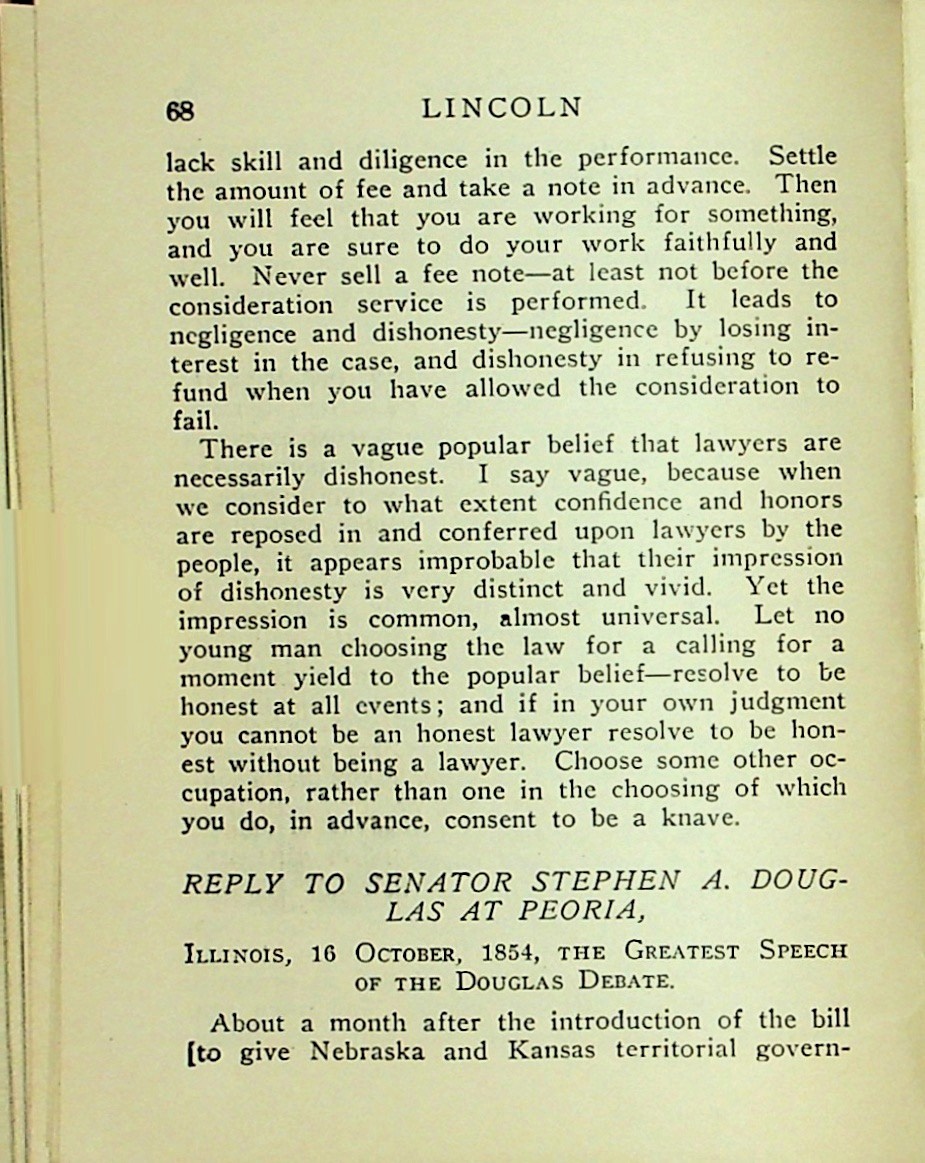 68 LINCOLN
lack skill and diligence in the performance. Settle
the amount of fee and take a note in advance. Then
you will feel that you are working for something,
and you are sure to do your work faithfully and
well. Never sell a fee note—at least not before the
consideration service is performed. It leads to
negligence and dishonesty—negligence by losing in-
terest in the case, and dishonesty in refusing to re-
fund when you have allowed the consideration to
fail.
There is a vague popular belief that lawyers are
necessarily dishonest. I say vague, because when
we consider to what extent confidence and honors
are reposed in and conferred upon lawyers by the
people, it appears improbable that their impression
of dishonesty is very distinct and vivid. Yet the
impression is common, almost universal. Let no
young man choosing the law for a calling for a
moment yield to the popular belief—resolve to be
honest at all events; and if in your own judgment
you cannot be an honest lawyer resolve to be hon-
est without being a lawyer. Choose some other oc-
cupation, rather than one in the choosing of which
you do, in advance, consent to be a knave.
REPLY TO SENATOR STEPHEN A. DOUG-
LAS AT PEORIA,
ILLINOIS, 16 OCTOBER, 1854, THE GREATEST SPEECH
OF THE DOUGLAS DEBATE.
About a month after the introduction of the bill
[to give Nebraska and Kansas territorial govern-